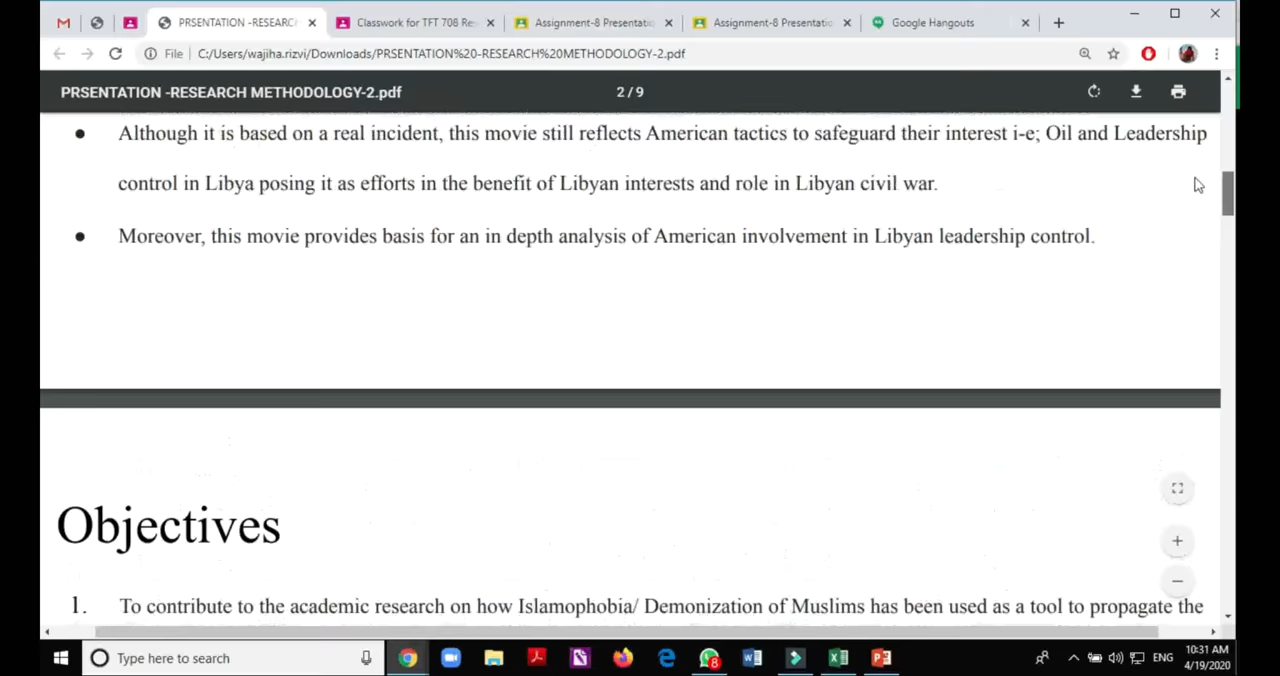 PRSENTATION -RESEARC
Classwork for TFT 708 Re
Assignment-8 Presentatio
Assignment-8 Presentatio
Google Hangouts
File
C:/Users/wajiha.rizvi/Downloads/PRSENTATION%20-RESEARCH%20METHODOLOGY-2.pdf
PRSENTATION -RESEARCH METHODOLOGY-2.pdf
2 / 9
● Although it is based on a real incident, this movie still reflects American tactics to safeguard their interest i-e; Oil and Leadership
control in Libya posing it as efforts in the benefit of Libyan interests and role in Libyan civil war.
● Moreover, this movie provides basis for an in depth analysis of American involvement in Libyan leadership control.
Objectives
1. To contribute to the academic research on how Islamophobia/ Demonization of Muslims has been used as a tool to propagate the
Type here to search
8
ENG
10:31 AM
4/19/2020